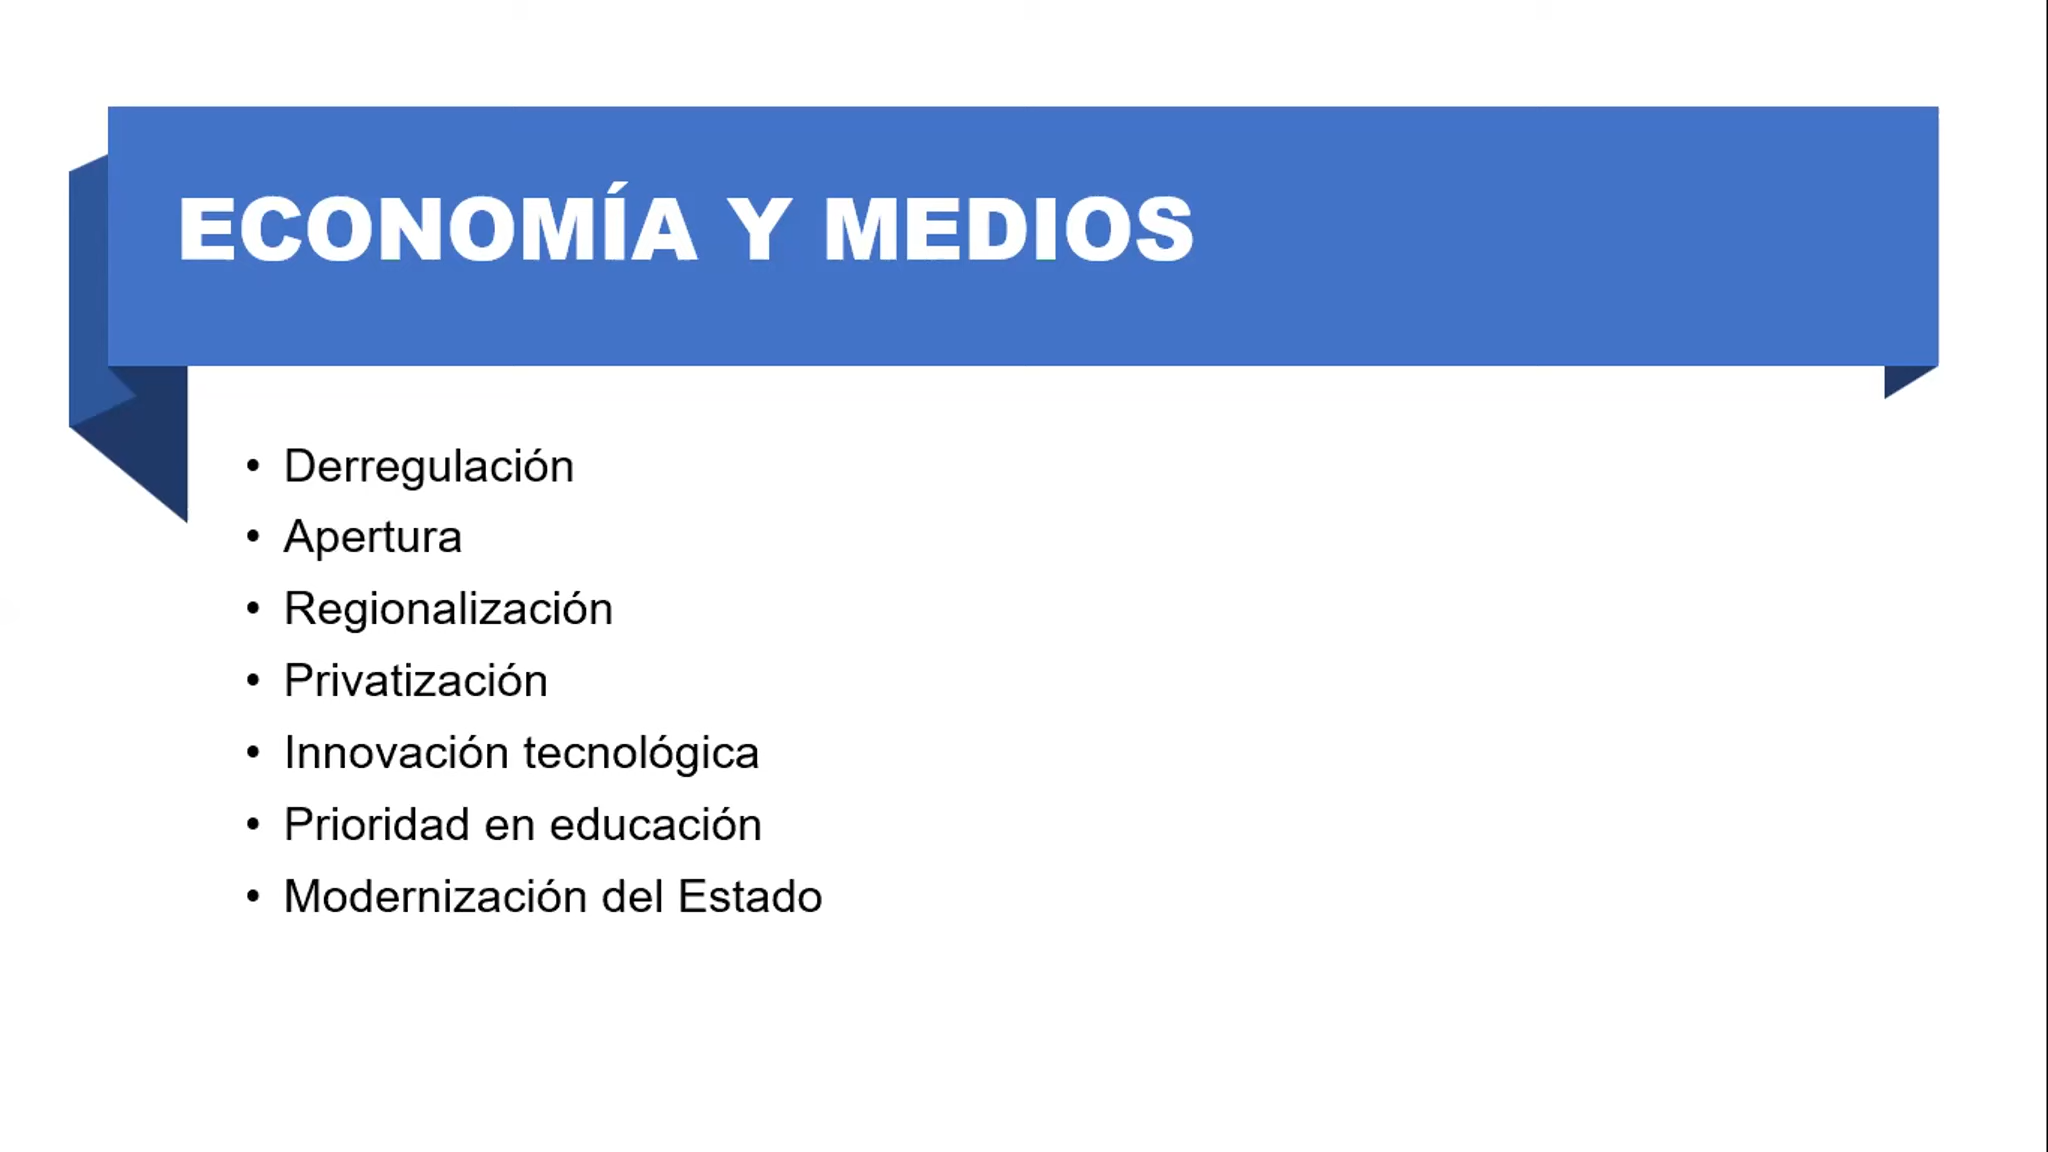 ECONOMÍA Y MEDIOS
• Derregulación
• Apertura
• Regionalización
• Privatización
• Innovación tecnológica
• Prioridad en educación
• Modernización del Estado